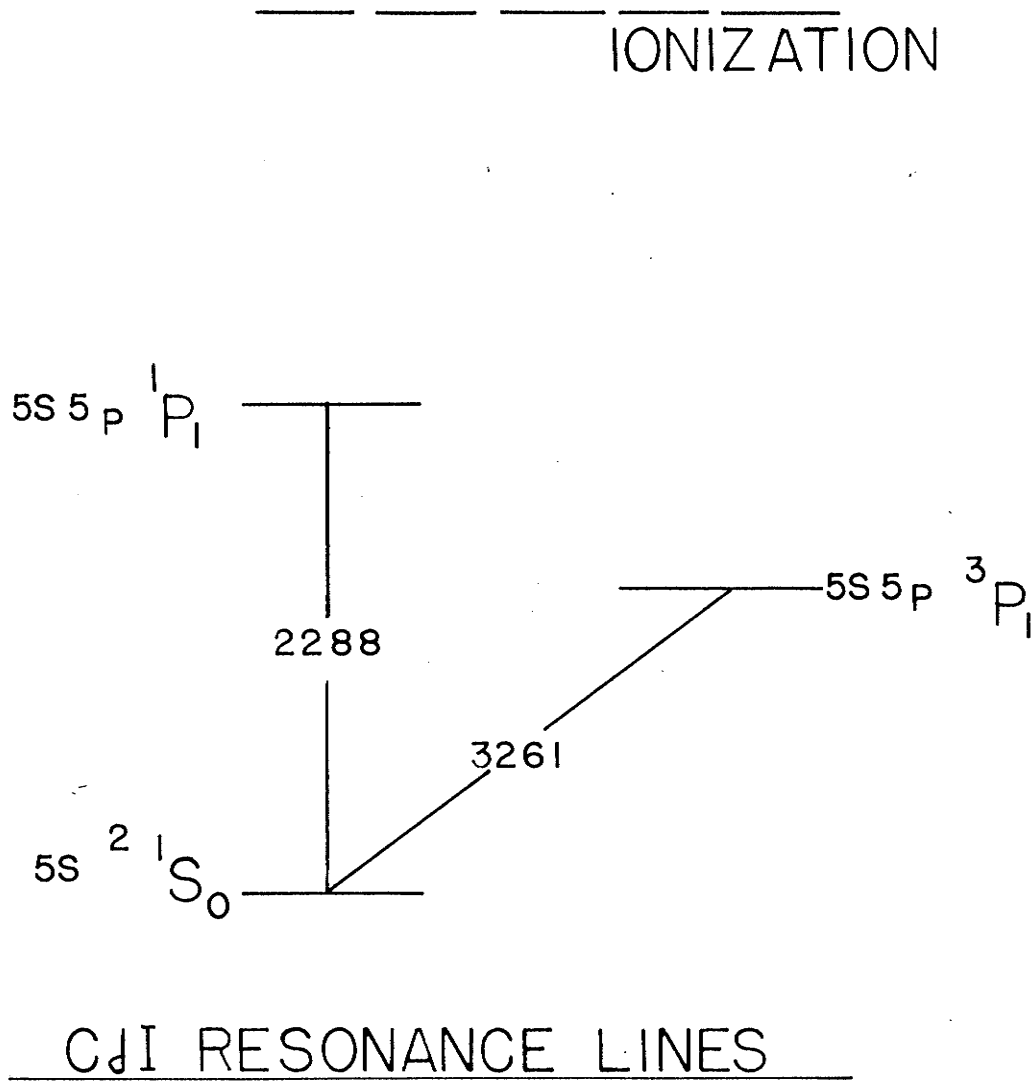 IONIZATION
5S 5p ¹P₁
5S 5p ³P₁
2288
3261
5S ² ¹S₀
CdI RESONANCE LINES